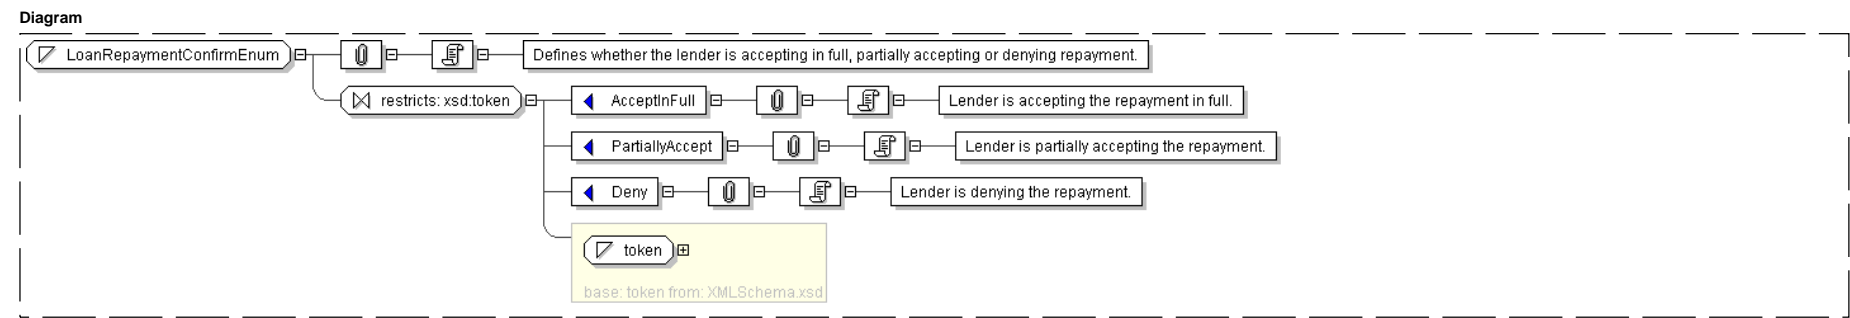 Diagram
LoanRepaymentConfirmEnum
Defines whether the lender is accepting in full, partially accepting or denying repayment.
restricts: xsd:token
AcceptInFull
Lender is accepting the repayment in full.
PartiallyAccept
Lender is partially accepting the repayment.
Deny
Lender is denying the repayment.
token
base: token from: XMLSchema.xsd